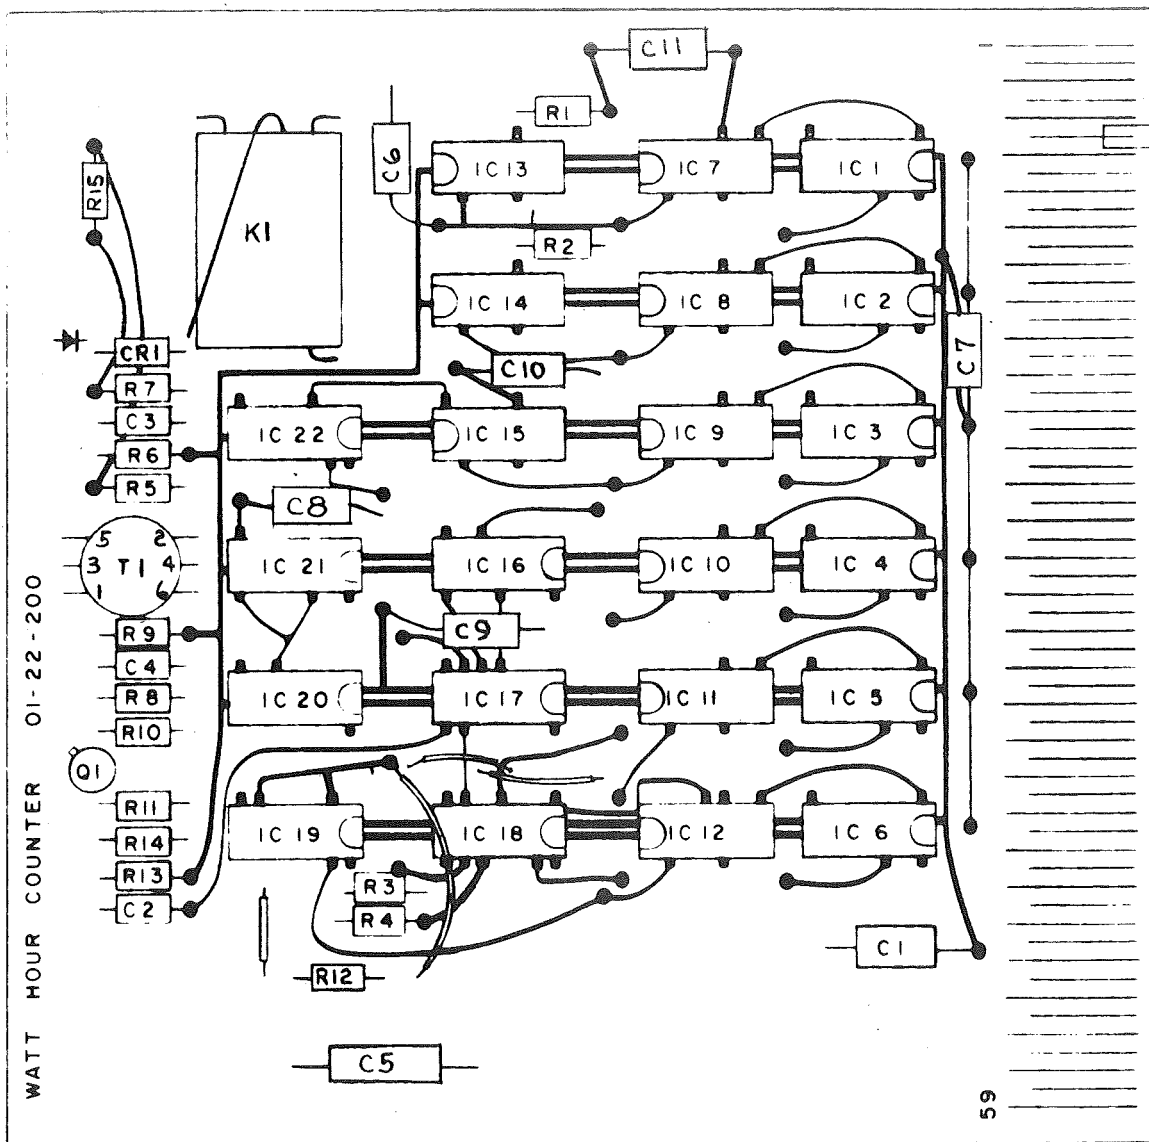 C11
R1
C6
IC 13
IC 7
IC 1
R15
K1
R2
IC 14
IC 8
IC 2
CR1
C10
C7
R7
C3
IC 22
IC 15
IC 9
IC 3
R6
R5
C8
5 2
3 T1 4
1 6
IC 21
IC 16
IC 10
IC 4
R9
C9
C4
R8
IC 20
IC 17
IC 11
IC 5
R10
Q1
R11
IC 19
IC 18
IC 12
IC 6
R14
R13
R3
C2
R4
C1
R12
C5
WATT HOUR COUNTER 01-22-200
59